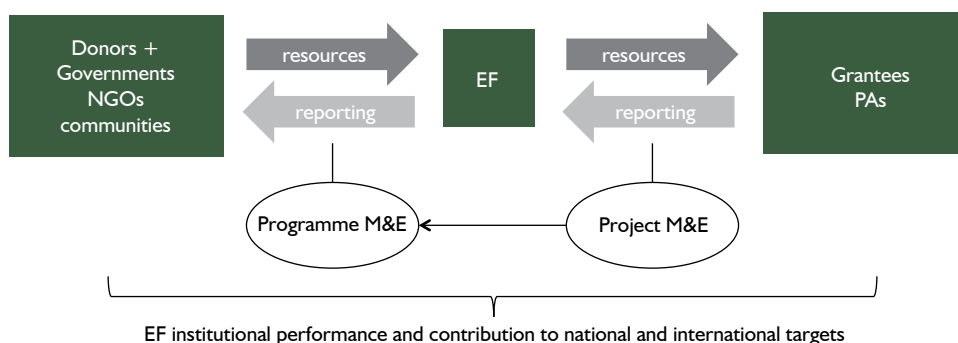 Donors +
Governments
NGOs
communities
resources
reporting
EF
resources
reporting
Grantees
PAs
Programme M&E
Project M&E
EF institutional performance and contribution to national and international targets